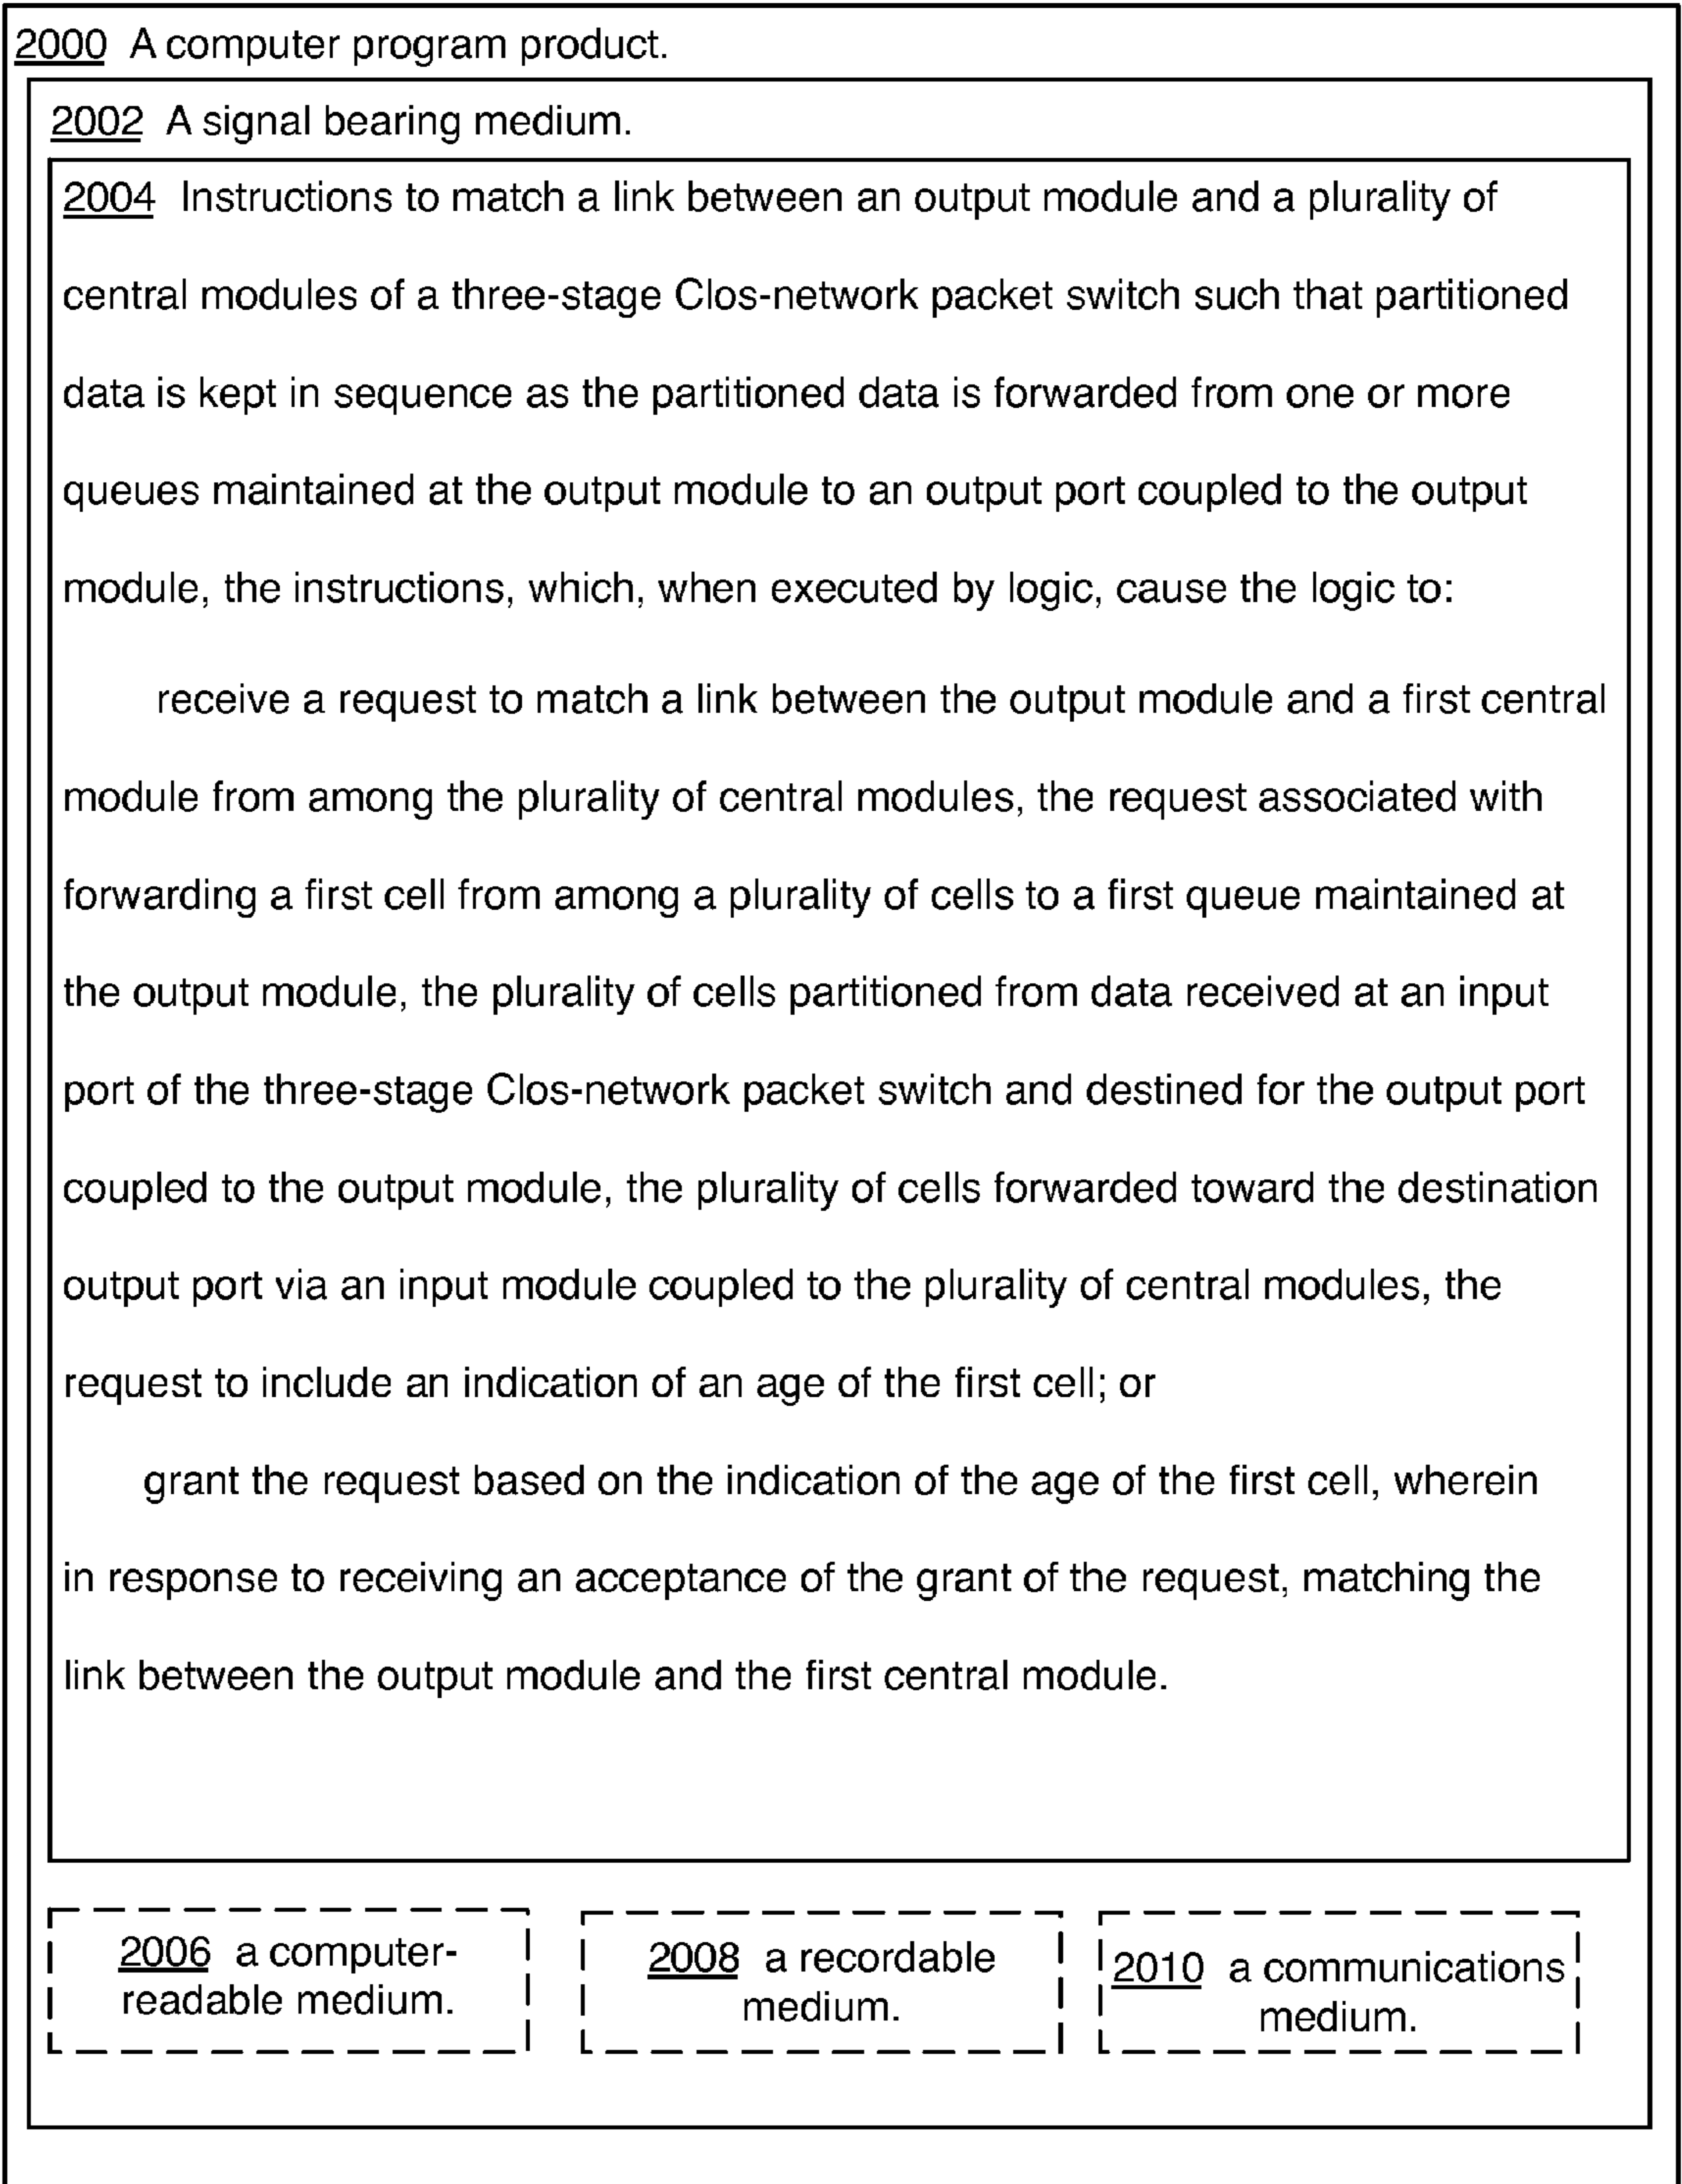 2000 A computer program product.
2002 A signal bearing medium.
2004 Instructions to match a link between an output module and a plurality of
central modules of a three-stage Clos-network packet switch such that partitioned
data is kept in sequence as the partitioned data is forwarded from one or more
queues maintained at the output module to an output port coupled to the output
module, the instructions, which, when executed by logic, cause the logic to:
receive a request to match a link between the output module and a first central
module from among the plurality of central modules, the request associated with
forwarding a first cell from among a plurality of cells to a first queue maintained at
the output module, the plurality of cells partitioned from data received at an input
port of the three-stage Clos-network packet switch and destined for the output port
coupled to the output module, the plurality of cells forwarded toward the destination
output port via an input module coupled to the plurality of central modules, the
request to include an indication of an age of the first cell; or
grant the request based on the indication of the age of the first cell, wherein
in response to receiving an acceptance of the grant of the request, matching the
link between the output module and the first central module.
2006 a computer-
readable medium.
2008 a recordable
medium.
2010 a communications
medium.